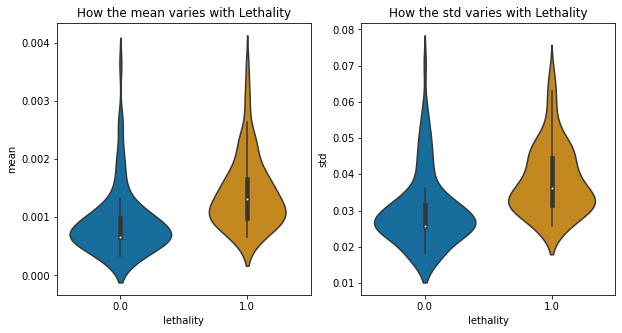 How the mean varies with Lethality
0.004
0.003
0.002
0.001
0.000
mean
0.0
1.0
lethality
How the std varies with Lethality
0.08
0.07
0.06
0.05
0.04
0.03
0.02
0.01
std
0.0
1.0
lethality